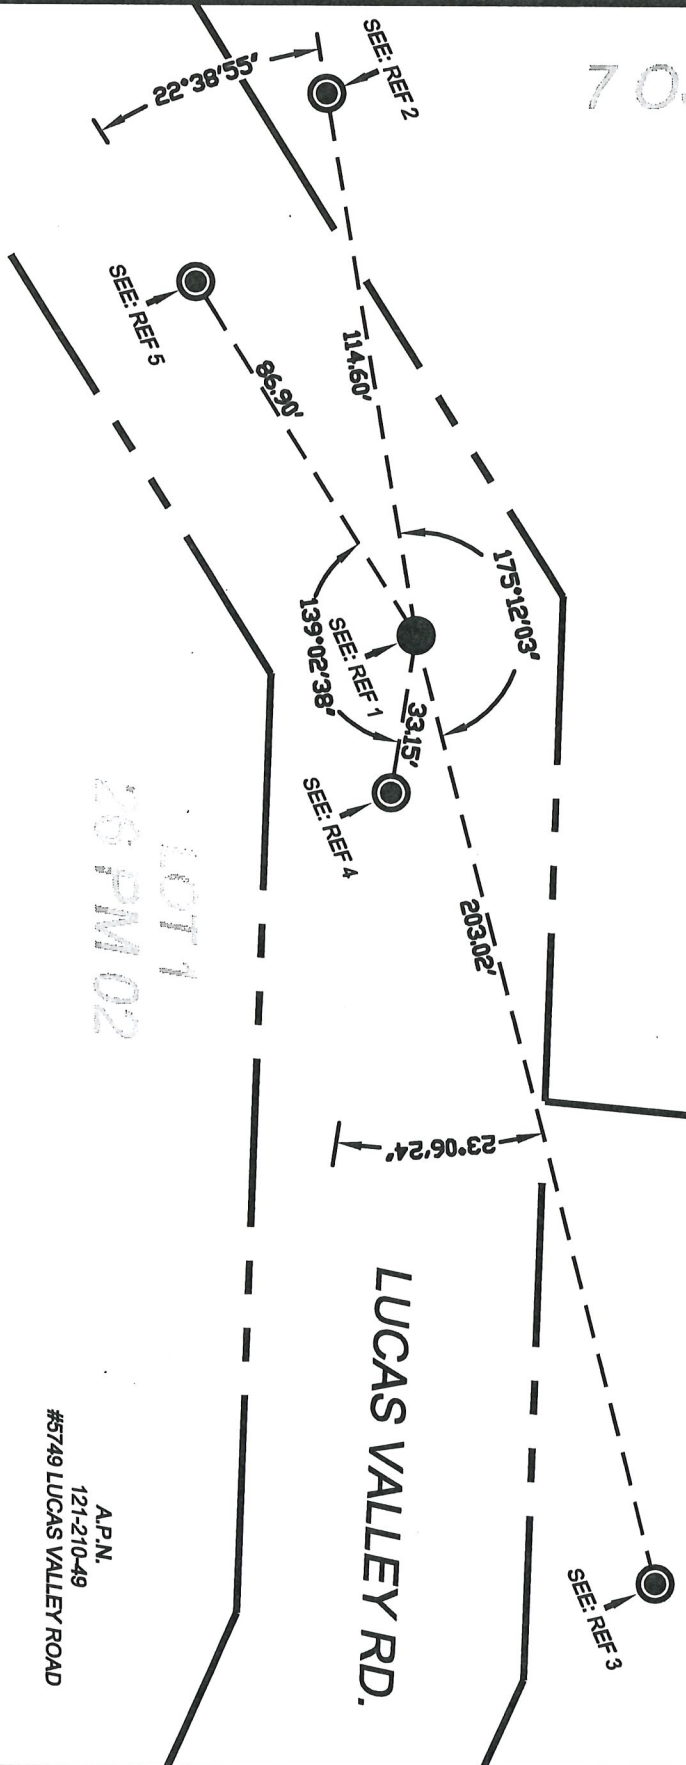 22°38'55"
SEE: REF 2
SEE: REF 5
114.60'
86.90'
175°12'03"
SEE: REF 1
139°02'38"
33.15'
SEE: REF 4
LOT 1
26 PM 02
203.02'
23°06'24"
LUCAS VALLEY RD.
SEE: REF 3
A.P.N.
121-210-49
#5749 LUCAS VALLEY ROAD